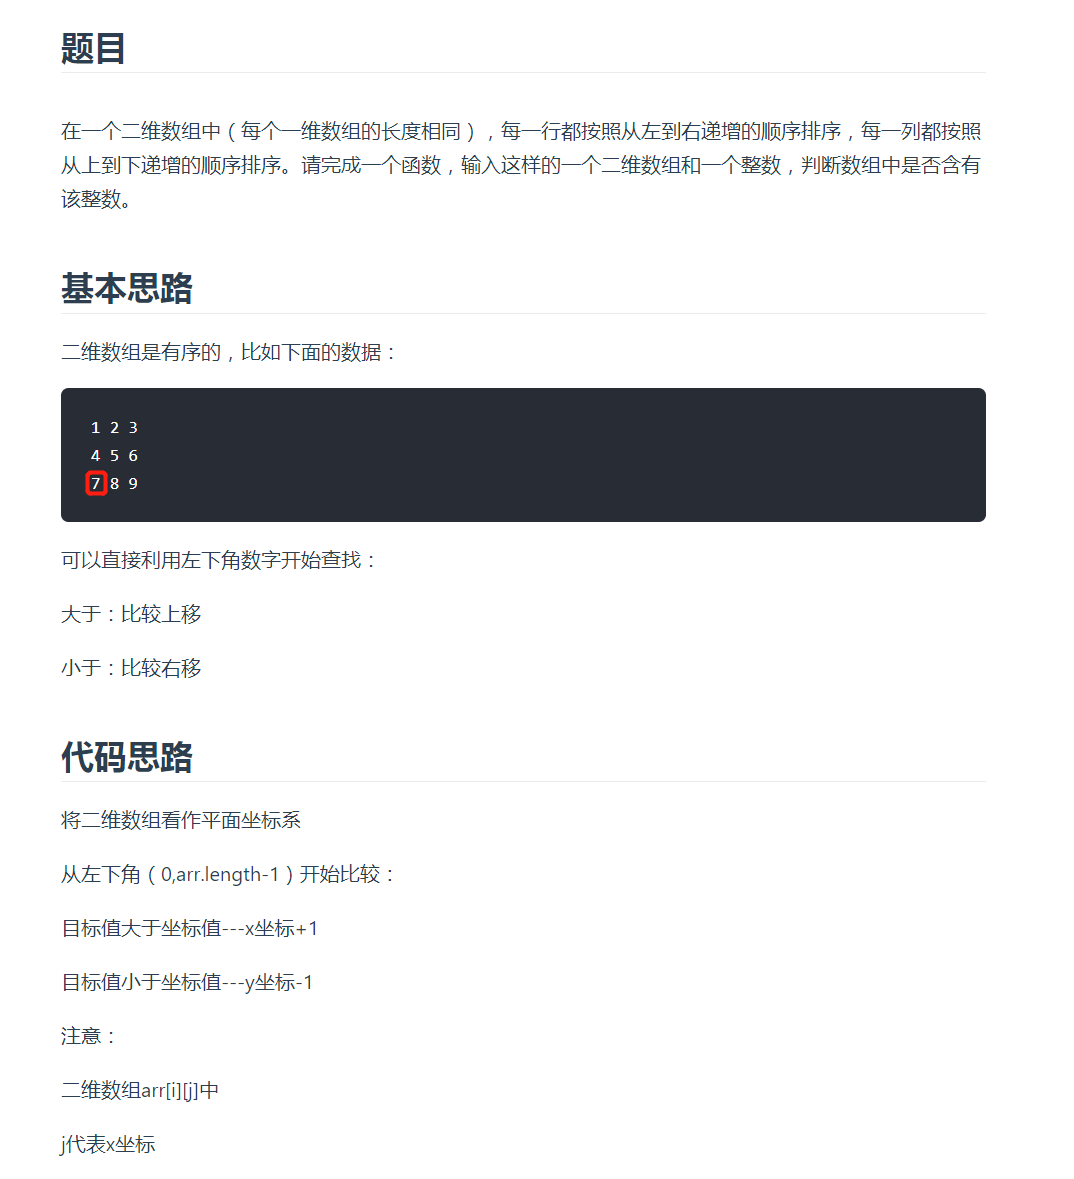 题目
在一个二维数组中（每个一维数组的长度相同），每一行都按照从左到右递增的顺序排序，每一列都按照
从上到下递增的顺序排序。请完成一个函数，输入这样的一个二维数组和一个整数，判断数组中是否含有
该整数。
基本思路
二维数组是有序的，比如下面的数据：
1 2 3
4 5 6
7 8 9
可以直接利用左下角数字开始查找：
大于：比较上移
小于：比较右移
代码思路
将二维数组看作平面坐标系
从左下角（0,arr.length-1）开始比较：
目标值大于坐标值---x坐标+1
目标值小于坐标值---y坐标-1
注意：
二维数组arr[i][j]中
j代表x坐标